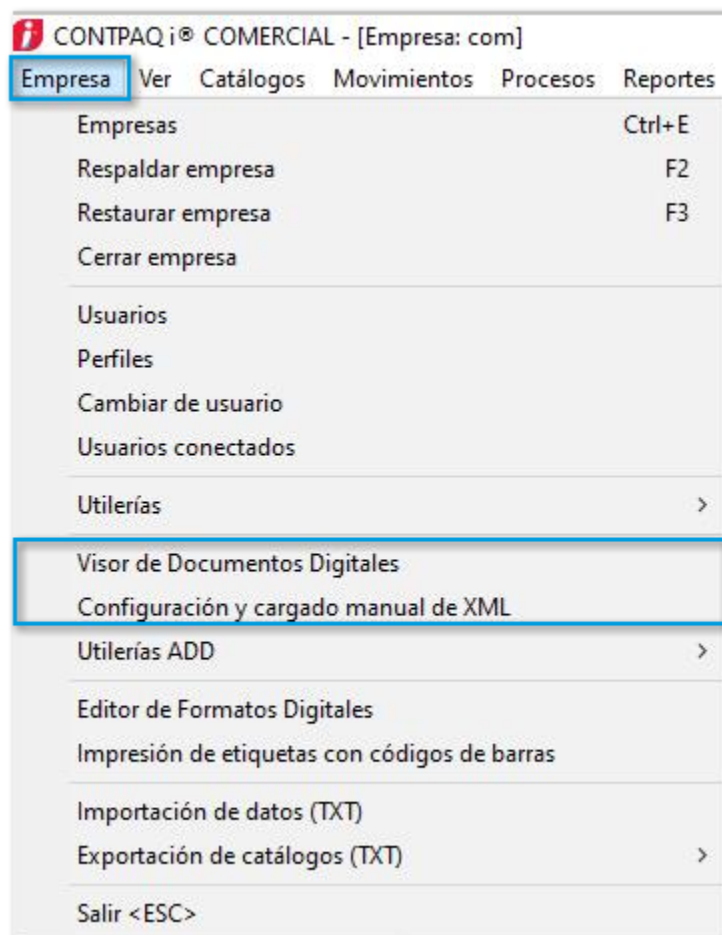 CONTPAQ i® COMERCIAL - [Empresa: com]
Empresa Ver Catálogos Movimientos Procesos Reportes
Empresas Ctrl+E
Respaldar empresa F2
Restaurar empresa F3
Cerrar empresa
Usuarios
Perfiles
Cambiar de usuario
Usuarios conectados
Utilerías >
Visor de Documentos Digitales
Configuración y cargado manual de XML
Utilerías ADD >
Editor de Formatos Digitales
Impresión de etiquetas con códigos de barras
Importación de datos (TXT)
Exportación de catálogos (TXT) >
Salir <ESC>